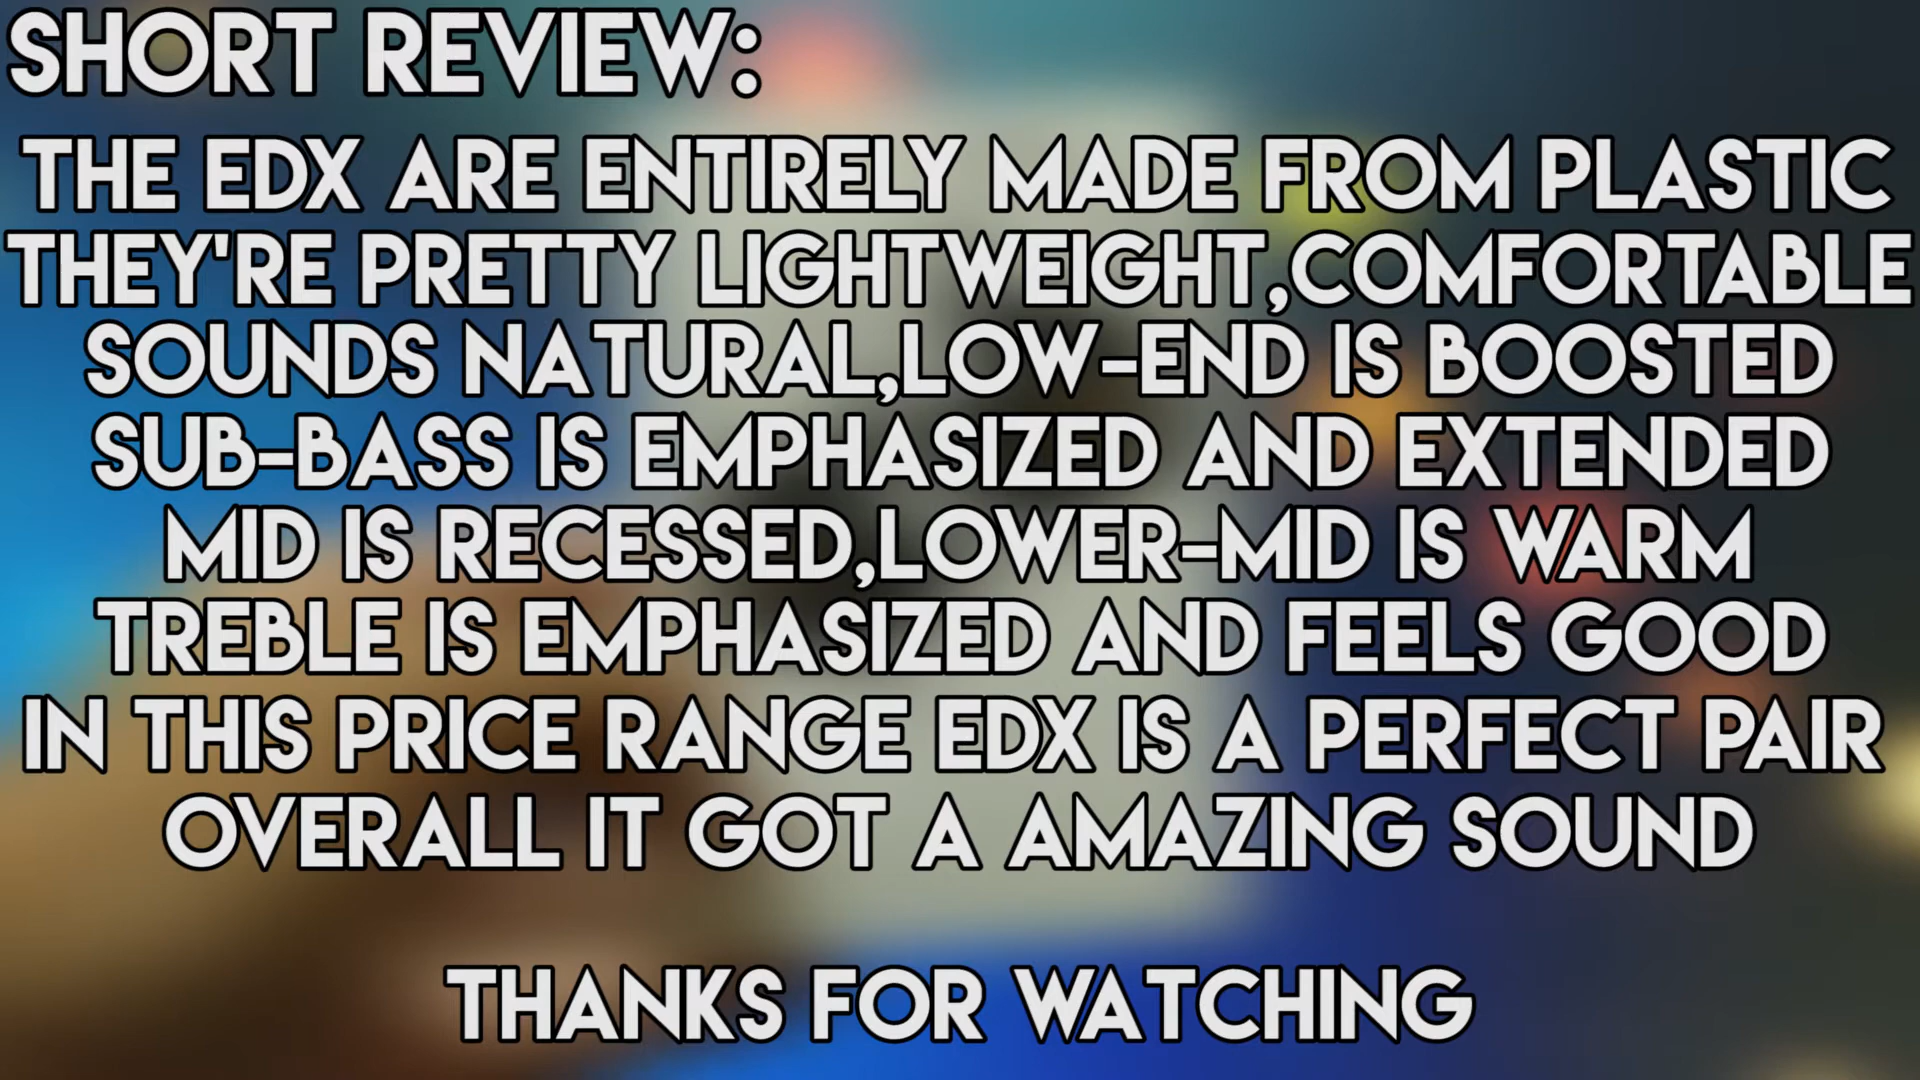 SHORT REVIEW:
THE EDX ARE ENTIRELY MADE FROM PLASTIC
THEY'RE PRETTY LIGHTWEIGHT,COMFORTABLE
SOUNDS NATURAL,LOW-END IS BOOSTED
SUB-BASS IS EMPHASIZED AND EXTENDED
MID IS RECESSED,LOWER-MID IS WARM
TREBLE IS EMPHASIZED AND FEELS GOOD
IN THIS PRICE RANGE EDX IS A PERFECT PAIR
OVERALL IT GOT A AMAZING SOUND
THANKS FOR WATCHING